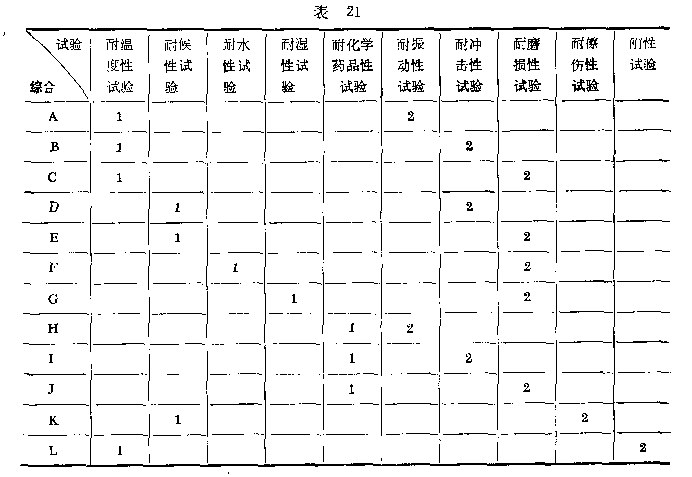 表 21
试验 耐温 耐候 耐水 耐湿 耐化学 耐振 耐冲 耐磨 耐擦 耐性
度性 性试 性试 性试 药品性 动性 击性 损性 伤性 试验
综合 试验 验 验 验 试验 试验 试验 试验 试验
A 1 2
B 1 2
C 1 2
D 1 2
E 1 2
F 1 2
G 1 2
H 1 2
I 1 2
J 1 2
K 1 2
L 1 2